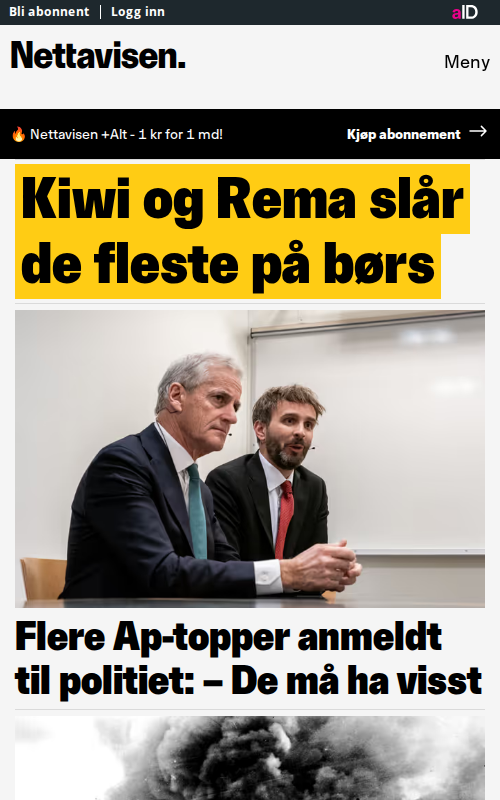 Bli abonnent | Logg inn
aID
Nettavisen.
Meny
🔥 Nettavisen +Alt - 1 kr for 1 md!
Kjøp abonnement →
Kiwi og Rema slår
de fleste på børs
Flere Ap-topper anmeldt
til politiet: – De må ha visst